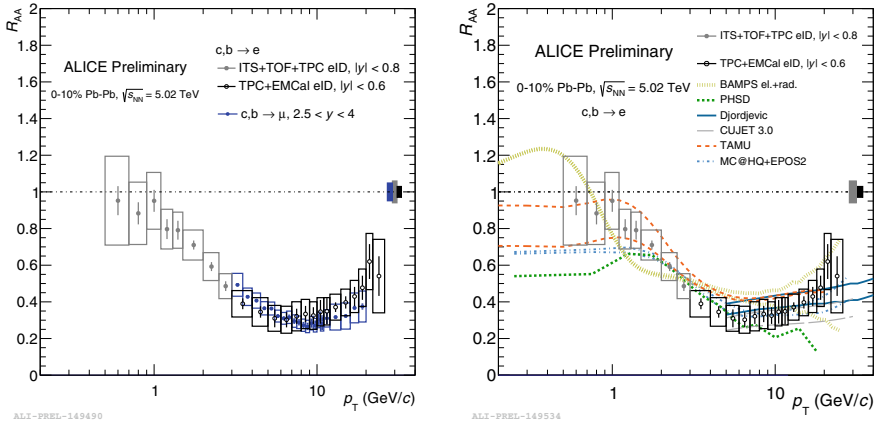 R_AA
ALICE Preliminary
0-10% Pb-Pb, √s_NN = 5.02 TeV
c,b → e
ITS+TOF+TPC eID, |y| < 0.8
TPC+EMCal eID, |y| < 0.6
c,b → μ, 2.5 < y < 4
2
1.8
1.6
1.4
1.2
1
0.8
0.6
0.4
0.2
0
1
10
p_T (GeV/c)
ALI-PREL-149490
R_AA
ALICE Preliminary
0-10% Pb-Pb, √s_NN = 5.02 TeV
c,b → e
ITS+TOF+TPC eID, |y| < 0.8
TPC+EMCal eID, |y| < 0.6
BAMPS el.+rad.
PHSD
Djordjevic
CUJET 3.0
TAMU
MC@HQ+EPOS2
2
1.8
1.6
1.4
1.2
1
0.8
0.6
0.4
0.2
0
1
10
p_T (GeV/c)
ALI-PREL-149534